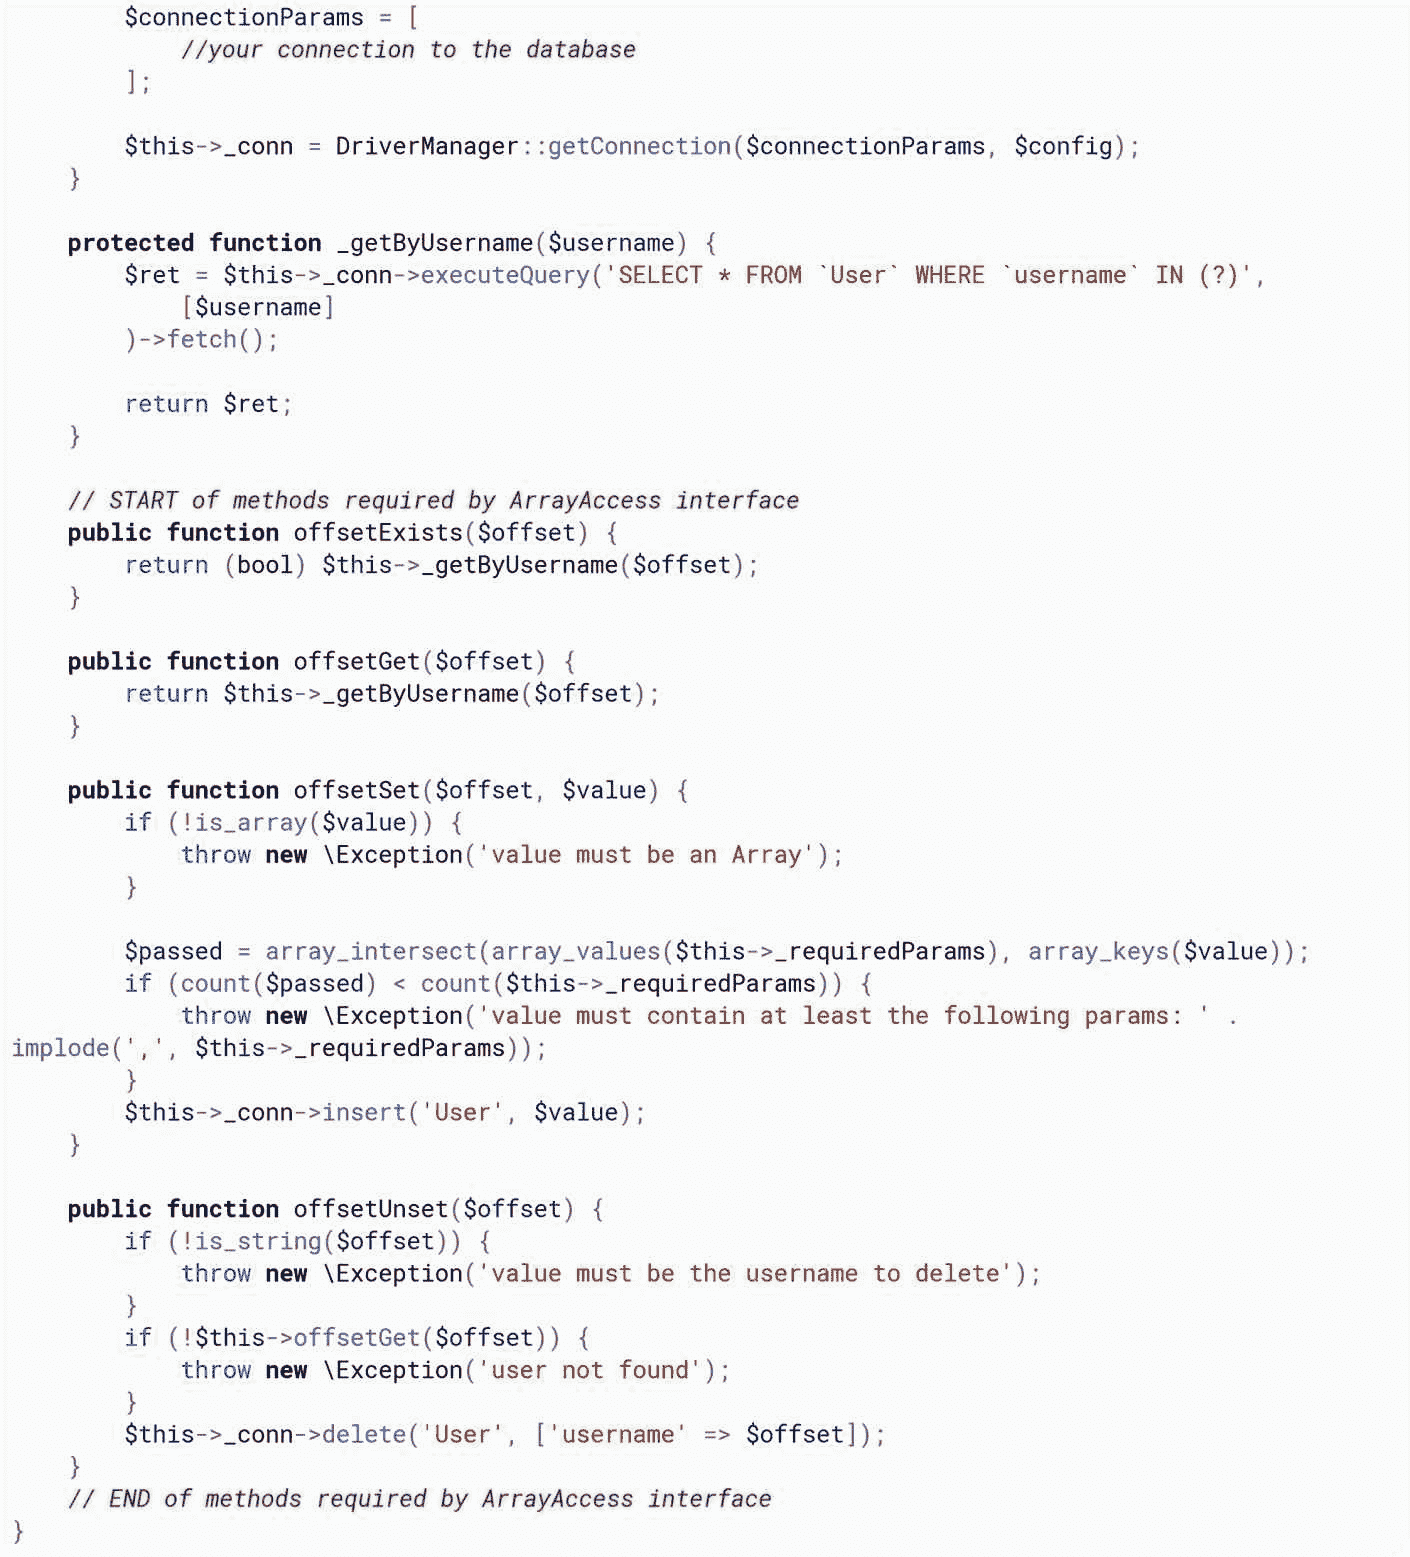 $connectionParams = [
//your connection to the database
];
$this->_conn = DriverManager::getConnection($connectionParams, $config);
}
protected function _getByUsername($username) {
$ret = $this->_conn->executeQuery('SELECT * FROM `User` WHERE `username` IN (?)',
[$username]
)->fetch();
return $ret;
}
// START of methods required by ArrayAccess interface
public function offsetExists($offset) {
return (bool) $this->_getByUsername($offset);
}
public function offsetGet($offset) {
return $this->_getByUsername($offset);
}
public function offsetSet($offset, $value) {
if (!is_array($value)) {
throw new \Exception('value must be an Array');
}
$passed = array_intersect(array_values($this->_requiredParams), array_keys($value));
if (count($passed) < count($this->_requiredParams)) {
throw new \Exception('value must contain at least the following params: ' .
implode(',', $this->_requiredParams));
}
$this->_conn->insert('User', $value);
}
public function offsetUnset($offset) {
if (!is_string($offset)) {
throw new \Exception('value must be the username to delete');
}
if (!$this->offsetGet($offset)) {
throw new \Exception('user not found');
}
$this->_conn->delete('User', ['username' => $offset]);
}
// END of methods required by ArrayAccess interface
}